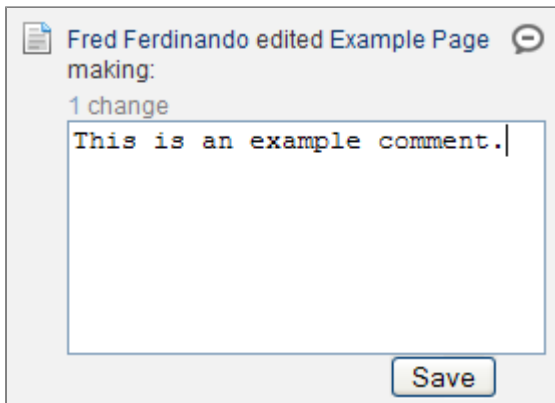 Fred Ferdinando edited Example Page
making:
1 change
This is an example comment.
Save